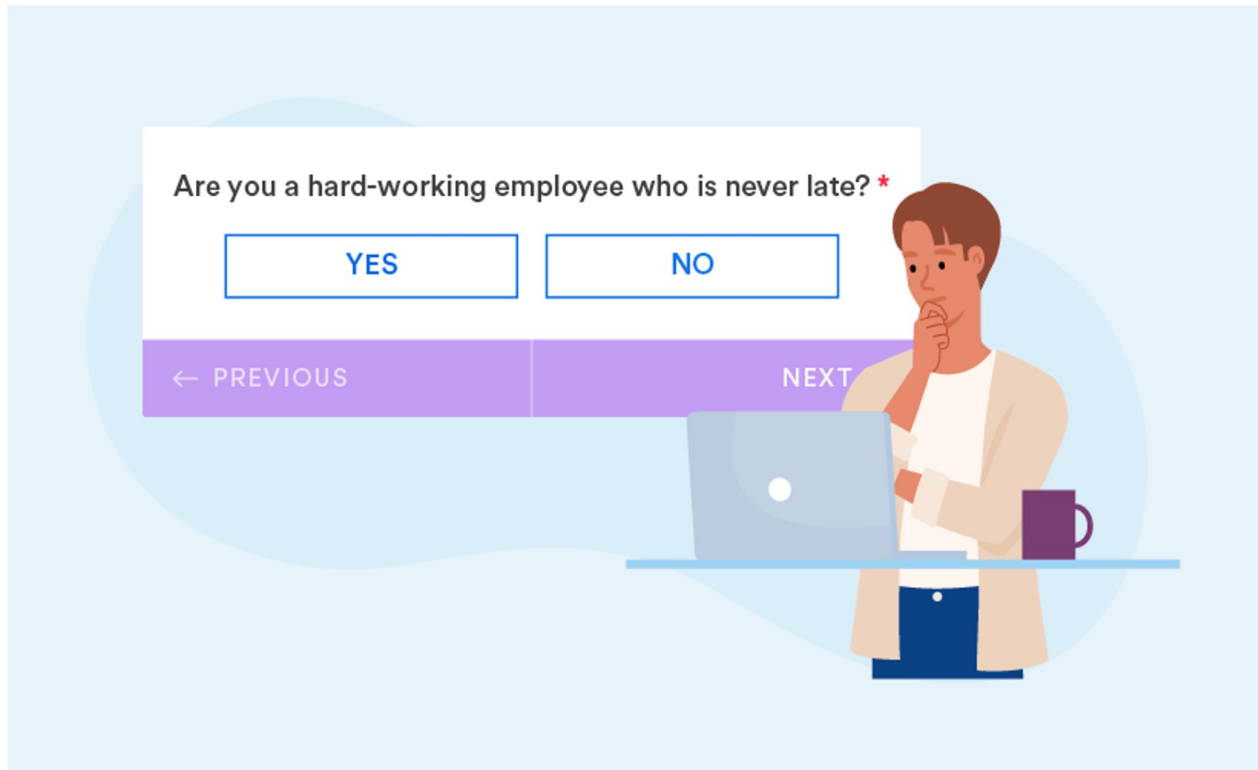 Are you a hard-working employee who is never late? *
YES NO
← PREVIOUS NEXT